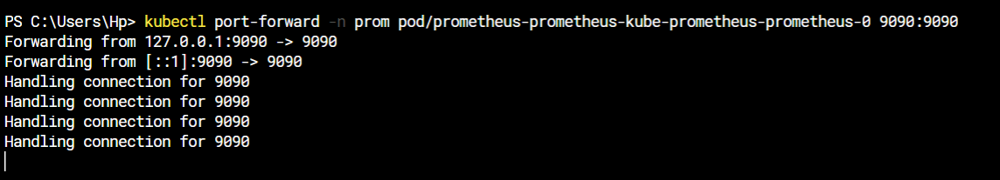 PS C:\Users\Hp> kubectl port-forward -n prom pod/prometheus-prometheus-kube-prometheus-prometheus-0 9090:9090
Forwarding from 127.0.0.1:9090 -> 9090
Forwarding from [::1]:9090 -> 9090
Handling connection for 9090
Handling connection for 9090
Handling connection for 9090
Handling connection for 9090